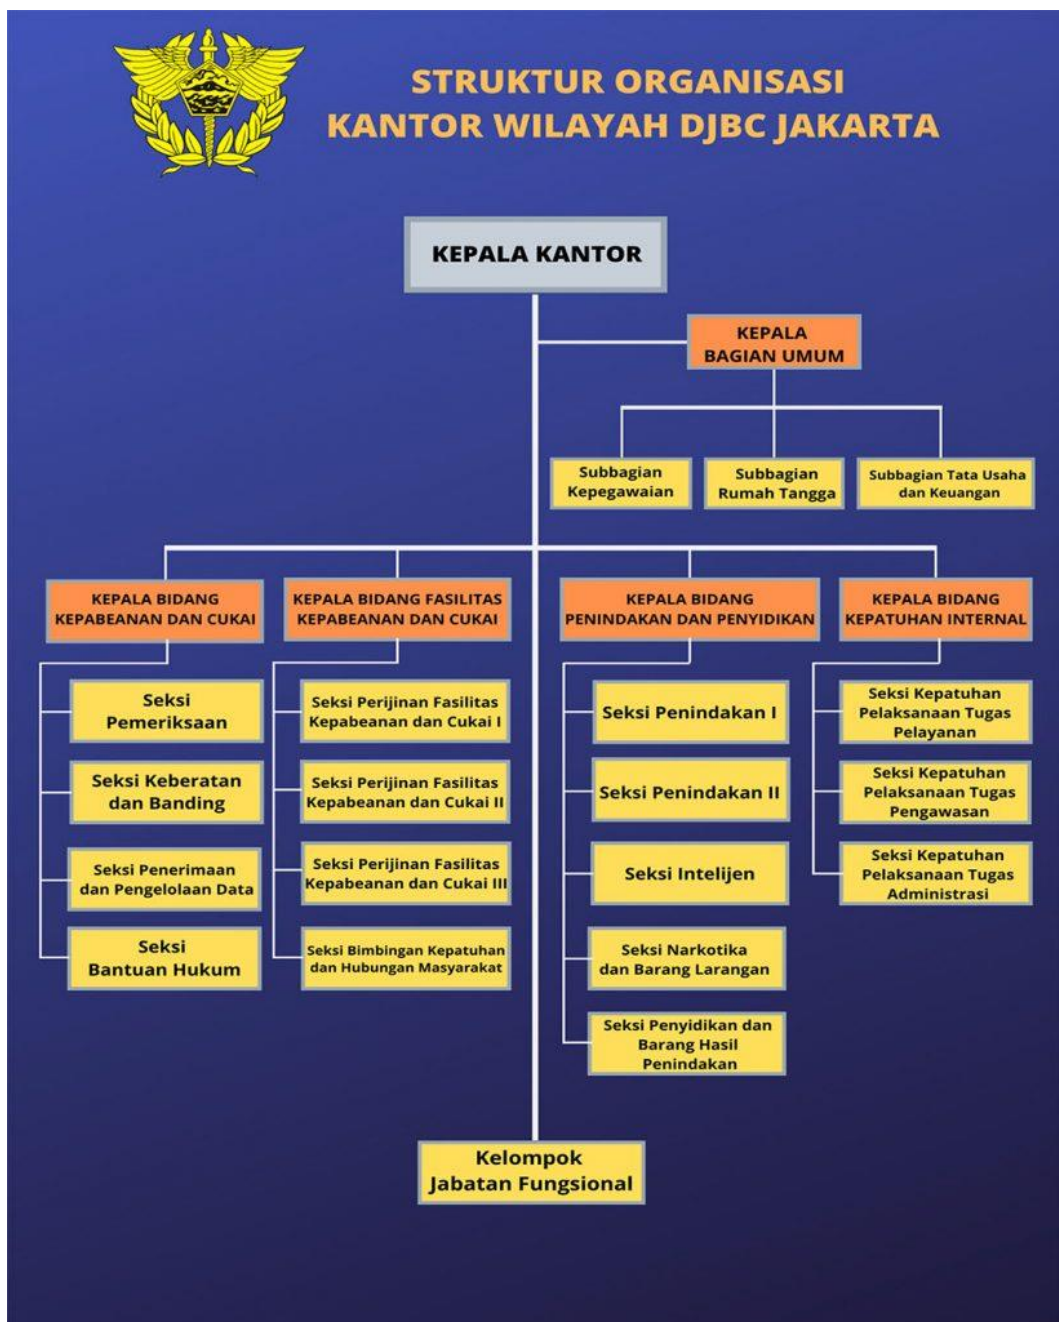 STRUKTUR ORGANISASI
KANTOR WILAYAH DJBC JAKARTA
KEPALA KANTOR
KEPALA
BAGIAN UMUM
Subbagian
Kepegawaian
Subbagian
Rumah Tangga
Subbagian Tata Usaha
dan Keuangan
KEPALA BIDANG
KEPABEANAN DAN CUKAI
Seksi
Pemeriksaan
Seksi Keberatan
dan Banding
Seksi Penerimaan
dan Pengelolaan Data
Seksi
Bantuan Hukum
KEPALA BIDANG FASILITAS
KEPABEANAN DAN CUKAI
Seksi Perijinan Fasilitas
Kepabeanan dan Cukai I
Seksi Perijinan Fasilitas
Kepabeanan dan Cukai II
Seksi Perijinan Fasilitas
Kepabeanan dan Cukai III
Seksi Bimbingan Kepatuhan
dan Hubungan Masyarakat
KEPALA BIDANG
PENINDAKAN DAN PENYIDIKAN
Seksi Penindakan I
Seksi Penindakan II
Seksi Intelijen
Seksi Narkotika
dan Barang Larangan
Seksi Penyidikan dan
Barang Hasil
Penindakan
KEPALA BIDANG
KEPATUHAN INTERNAL
Seksi Kepatuhan
Pelaksanaan Tugas
Pelayanan
Seksi Kepatuhan
Pelaksanaan Tugas
Pengawasan
Seksi Kepatuhan
Pelaksanaan Tugas
Administrasi
Kelompok
Jabatan Fungsional